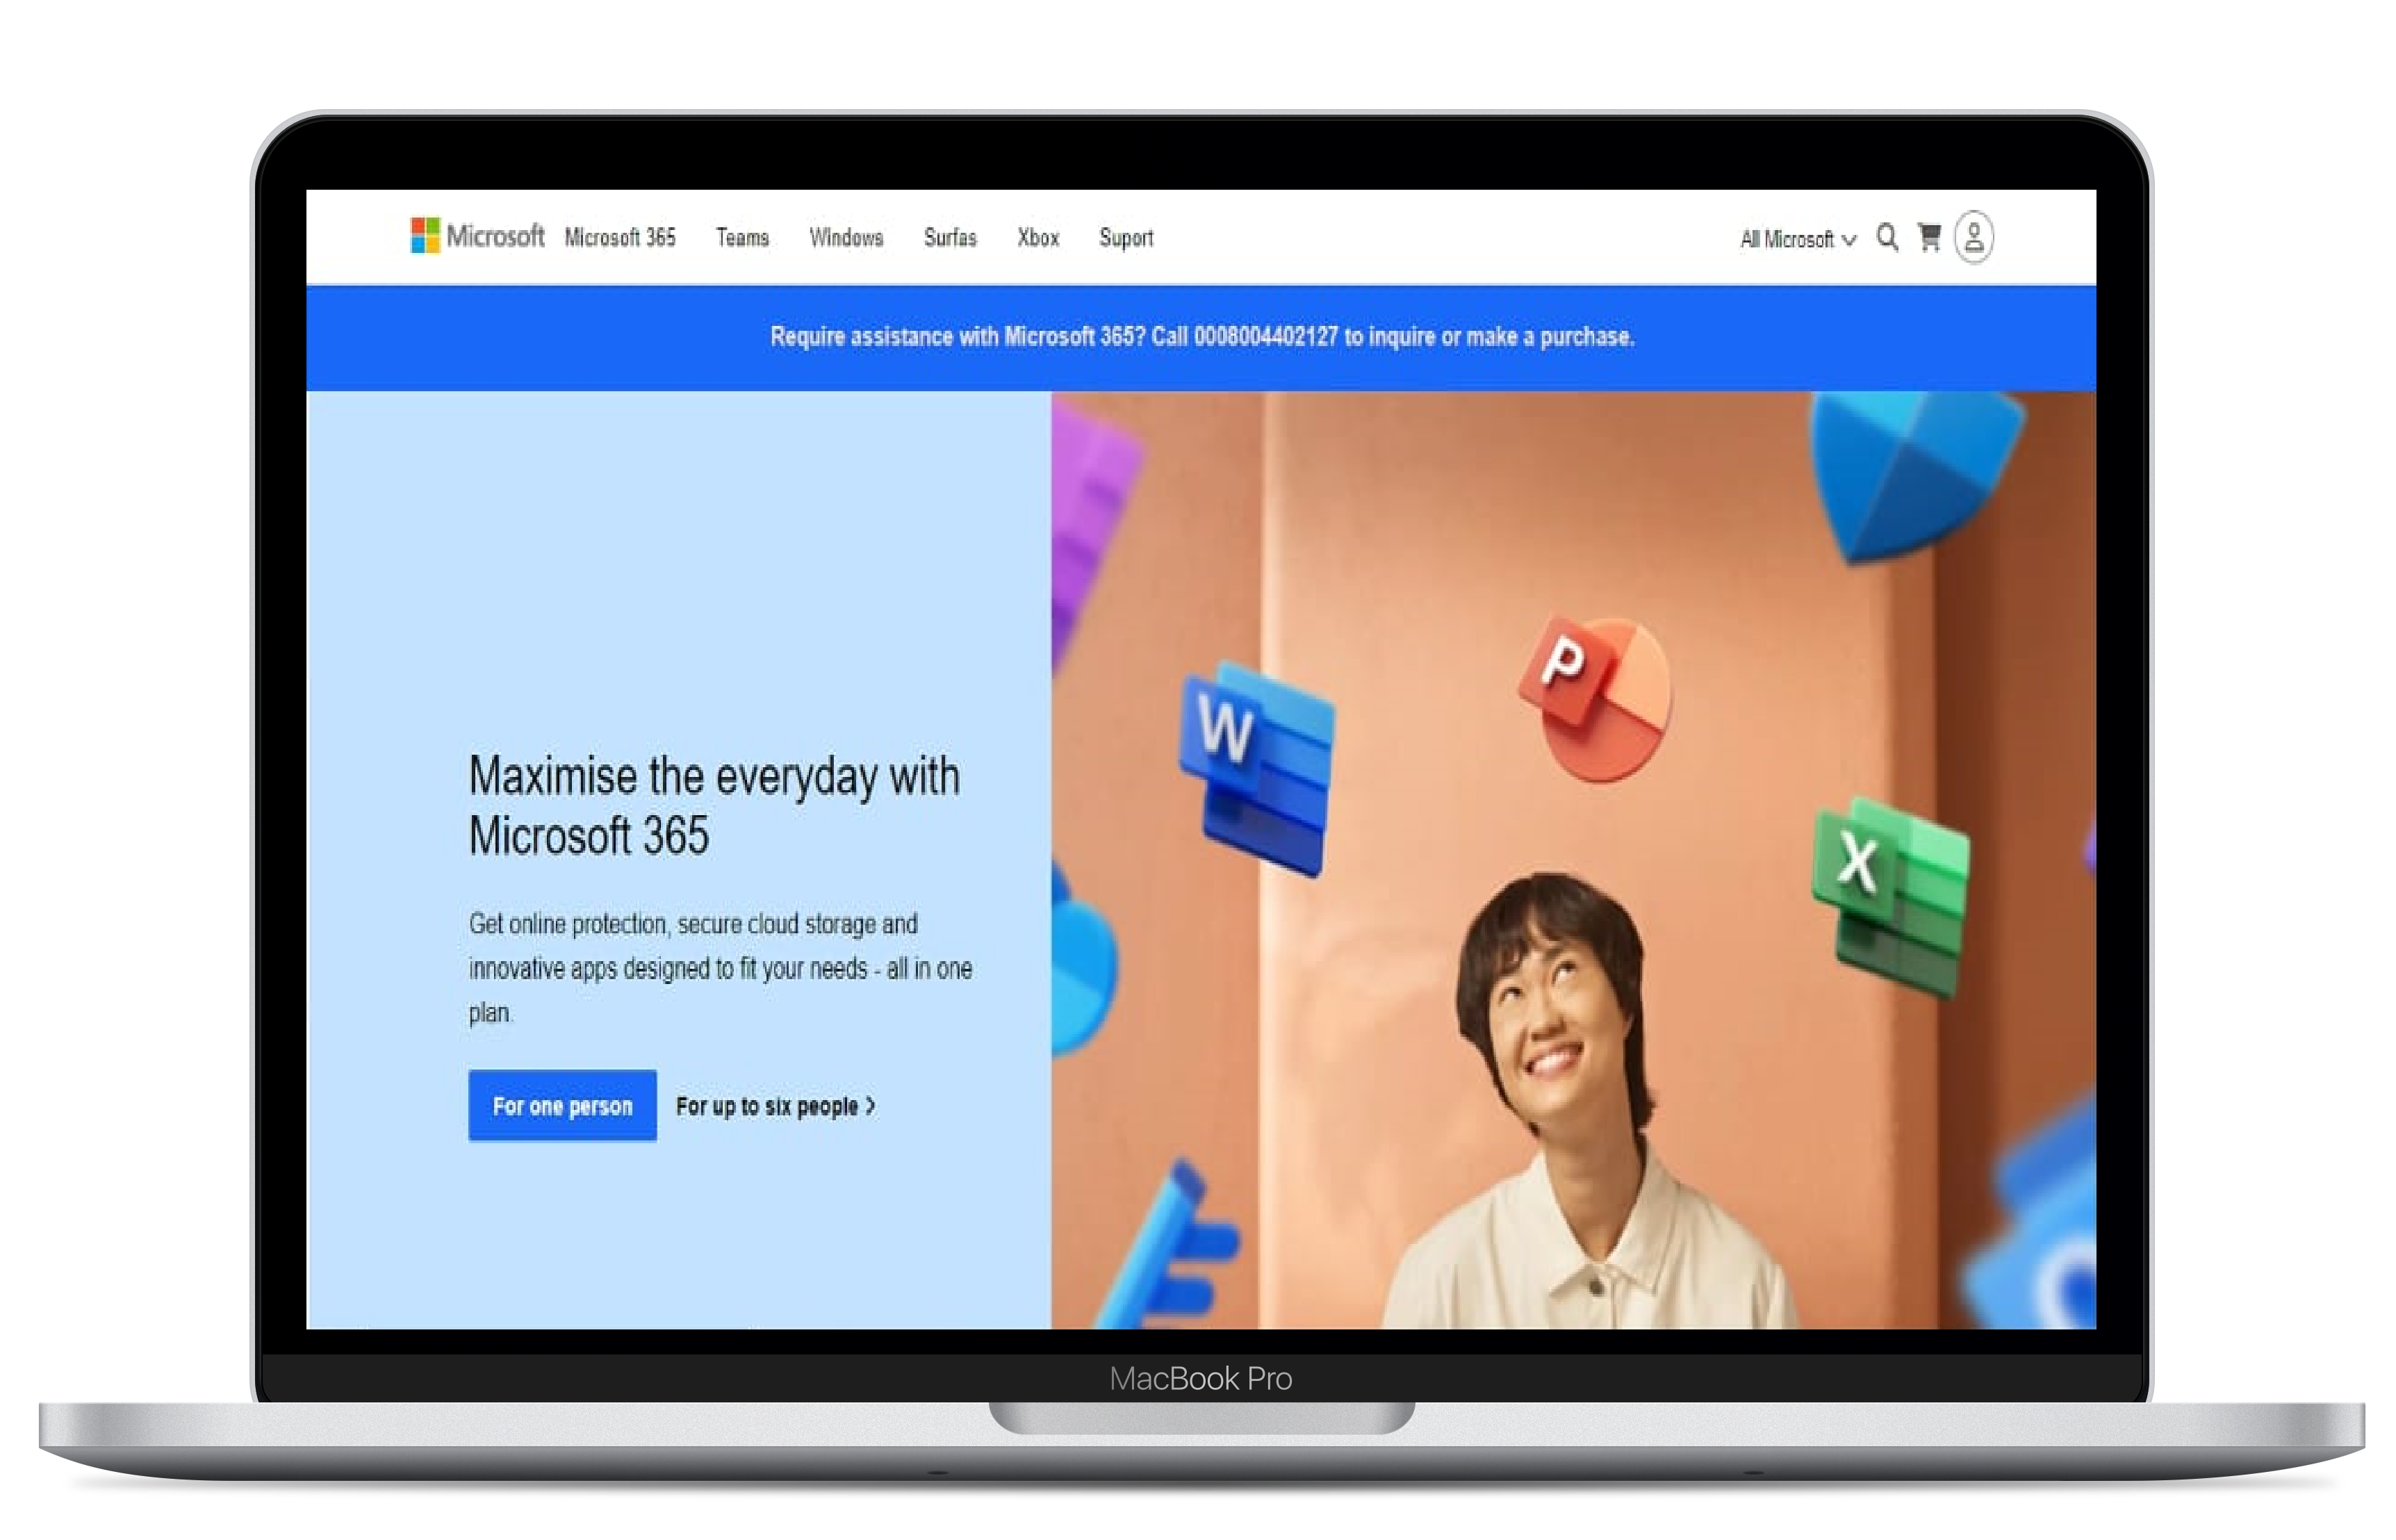 Microsoft Microsoft 365 Teams Windows Surfas Xbox Suport All Microsoft
Require assistance with Microsoft 365? Call 0008004402127 to inquire or make a purchase.
W
P
X
Maximise the everyday with
Microsoft 365
Get online protection, secure cloud storage and
innovative apps designed to fit your needs - all in one
plan.
For one person For up to six people
MacBook Pro